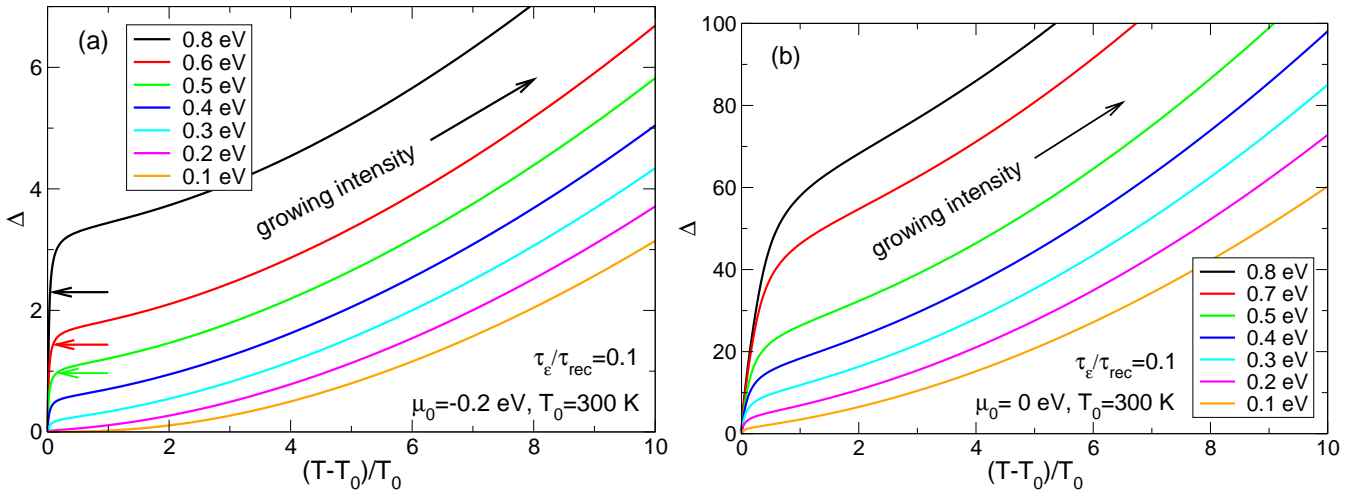 (a)
0.8 eV
0.6 eV
0.5 eV
0.4 eV
0.3 eV
0.2 eV
0.1 eV
growing intensity
τε/τrec=0.1
μ0=-0.2 eV, T0=300 K
Δ
0
2
4
6
0
2
4
6
8
10
(T-T0)/T0
(b)
growing intensity
0.8 eV
0.7 eV
0.5 eV
0.4 eV
0.3 eV
0.2 eV
0.1 eV
τε/τrec=0.1
μ0= 0 eV, T0=300 K
Δ
100
80
60
40
20
0
0
2
4
6
8
10
(T-T0)/T0